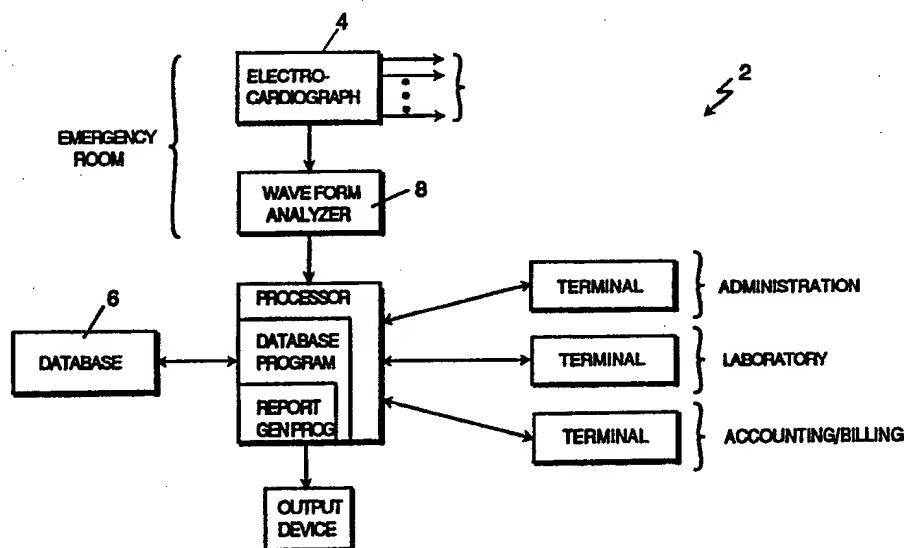 4
ELECTRO-
CARDIOGRAPH
2
EMERGENCY
ROOM
WAVE FORM
ANALYZER
8
PROCESSOR
DATABASE
PROGRAM
REPORT
GEN PROG
6
DATABASE
TERMINAL
ADMINISTRATION
TERMINAL
LABORATORY
TERMINAL
ACCOUNTING/BILLING
OUTPUT
DEVICE